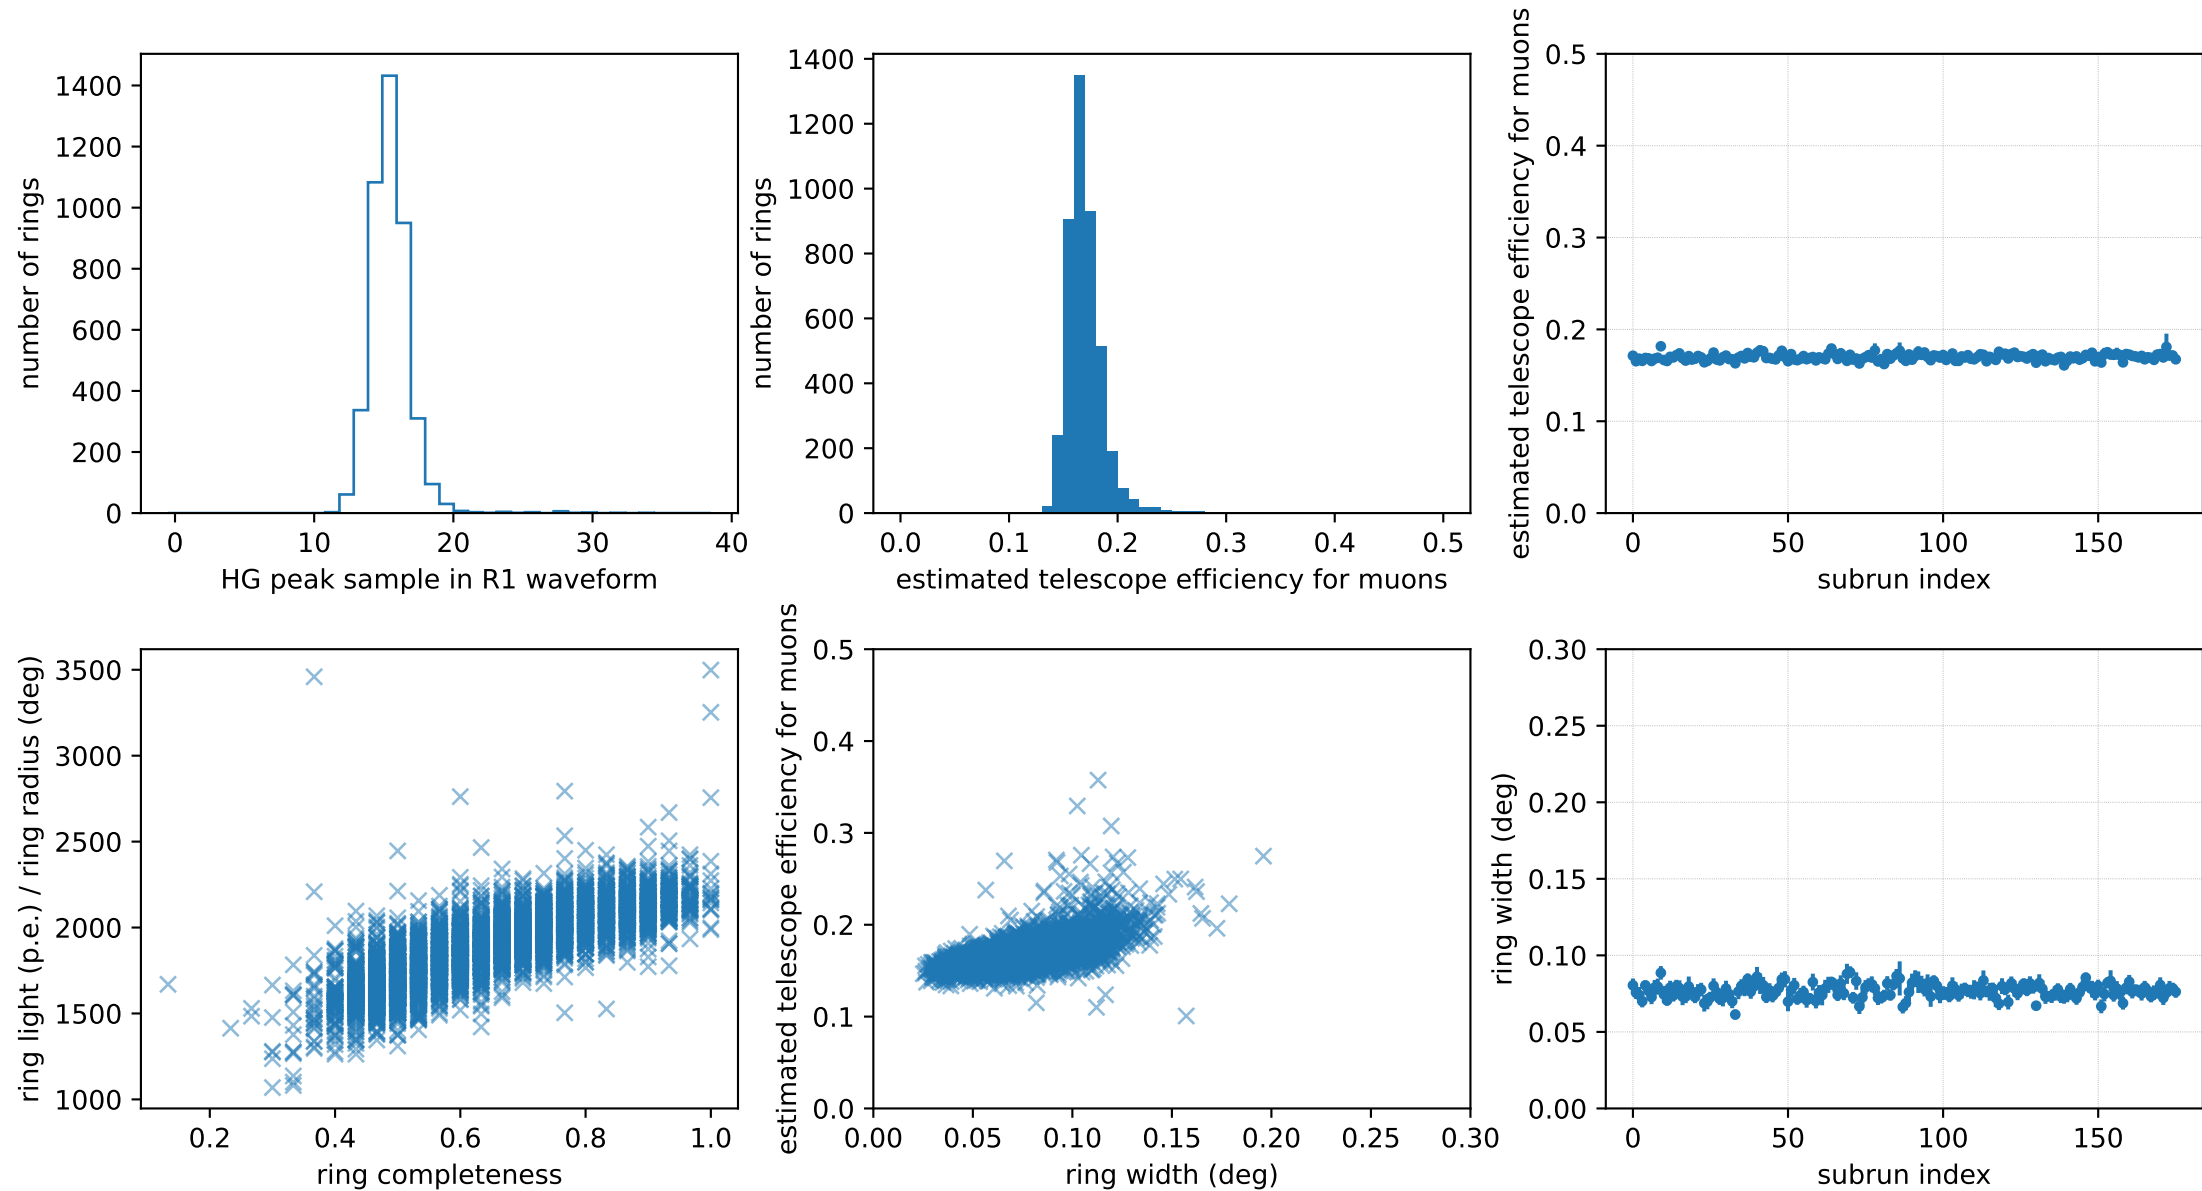 number of rings
1400
1200
1000
800
600
400
200
0
0 10 20 30 40
HG peak sample in R1 waveform
number of rings
1400
1200
1000
800
600
400
200
0
0.0 0.1 0.2 0.3 0.4 0.5
estimated telescope efficiency for muons
estimated telescope efficiency for muons
0.5
0.4
0.3
0.2
0.1
0.0
0 50 100 150
subrun index
ring light (p.e.) / ring radius (deg)
3500
3000
2500
2000
1500
1000
0.2 0.4 0.6 0.8 1.0
ring completeness
estimated telescope efficiency for muons
0.5
0.4
0.3
0.2
0.1
0.0
0.00 0.05 0.10 0.15 0.20 0.25 0.30
ring width (deg)
ring width (deg)
0.30
0.25
0.20
0.15
0.10
0.05
0.00
0 50 100 150
subrun index